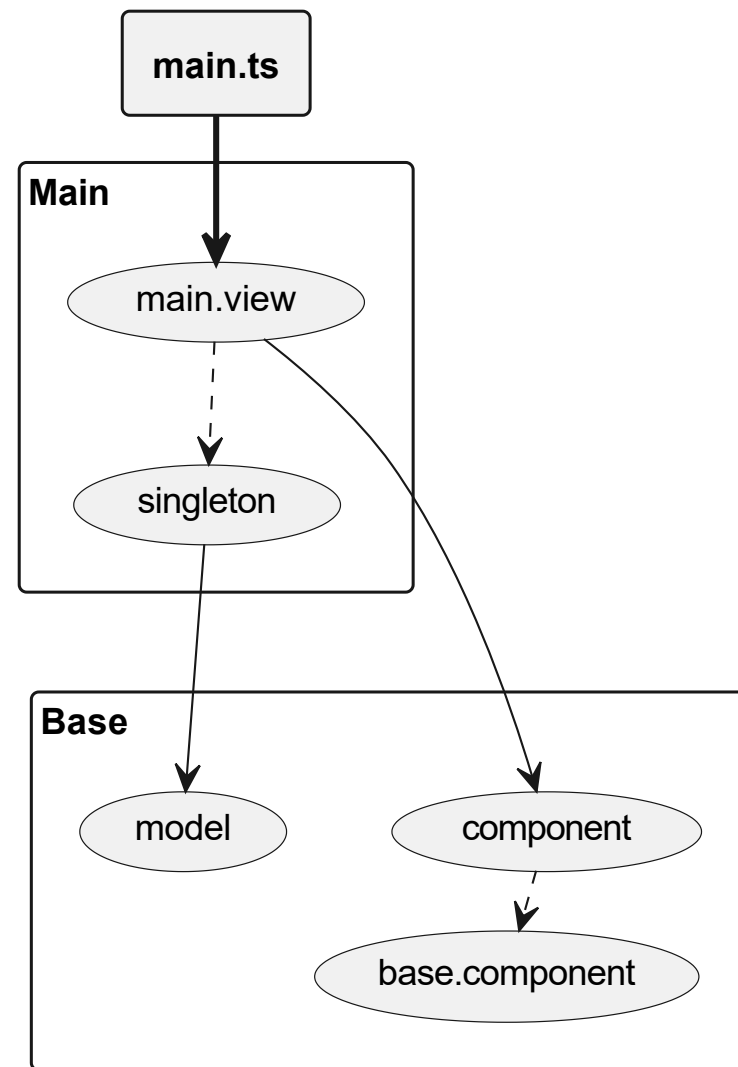 main.ts
Main
main.view
singleton
Base
model
component
base.component